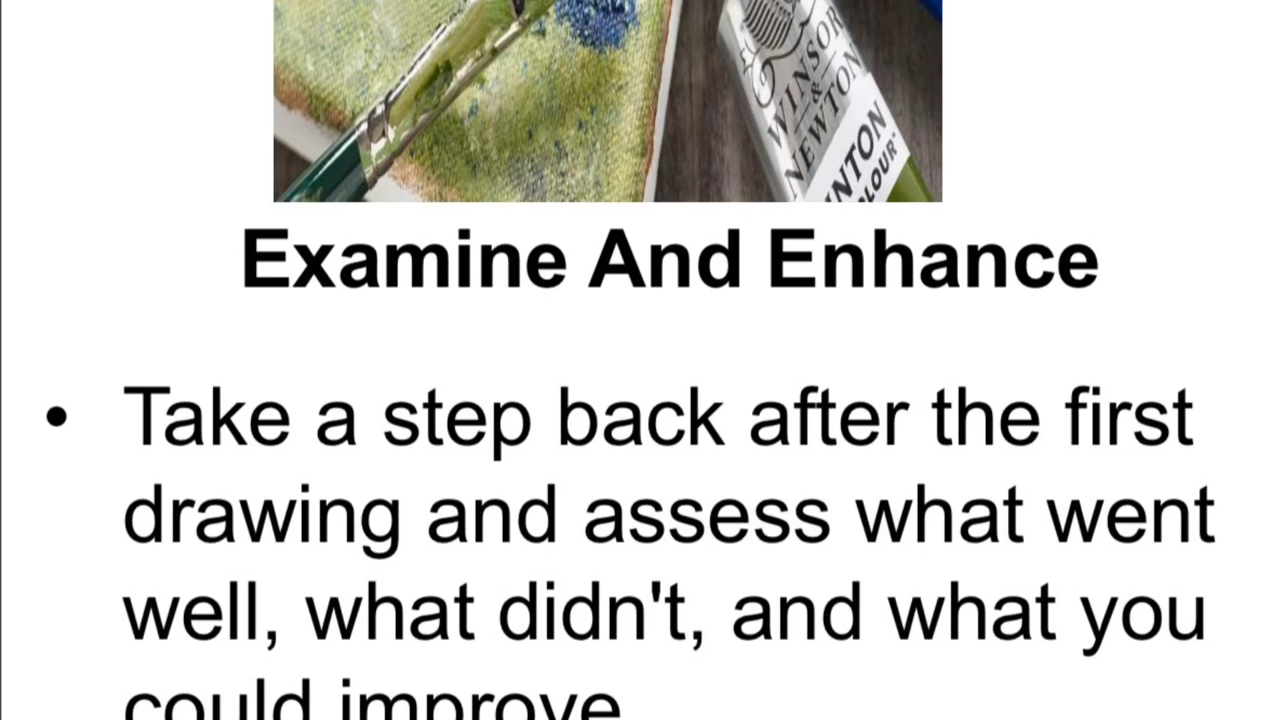 WINSOR
&
NEWTON
Examine And Enhance
• Take a step back after the first
drawing and assess what went
well, what didn't, and what you
could improve